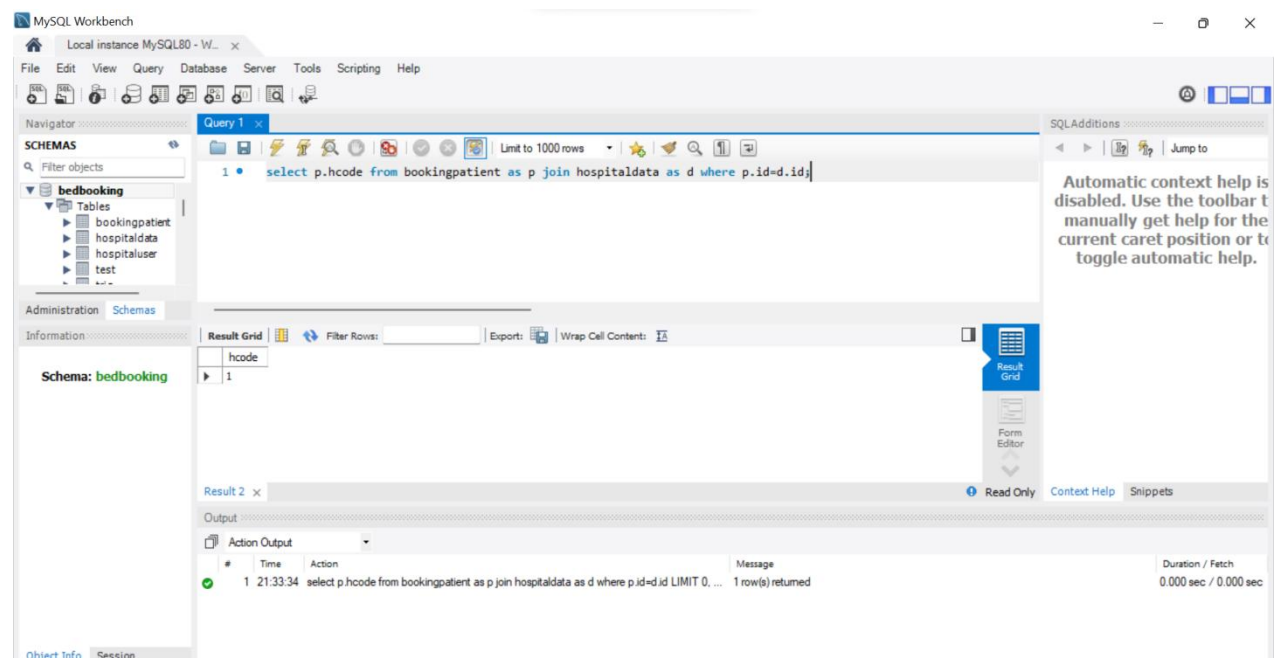 MySQL Workbench
Local instance MySQL80 - W...
File Edit View Query Database Server Tools Scripting Help
Navigator
SCHEMAS
Filter objects
bedbooking
Tables
bookingpatient
hospitaldata
hospitaluser
test
Administration Schemas
Information
Schema: bedbooking
Object Info Session
Query 1
Limit to 1000 rows
1 select p.hcode from bookingpatient as p join hospitaldata as d where p.id=d.id;
Result Grid Filter Rows: Export: Wrap Cell Content:
hcode
1
Result Grid
Form Editor
Result 2 Read Only
SQLAdditions
Jump to
Automatic context help is
disabled. Use the toolbar t
manually get help for the
current caret position or to
toggle automatic help.
Context Help Snippets
Output
Action Output
# Time Action Message Duration / Fetch
1 21:33:34 select p.hcode from bookingpatient as p join hospitaldata as d where p.id=d.id LIMIT 0, ... 1 row(s) returned 0.000 sec / 0.000 sec